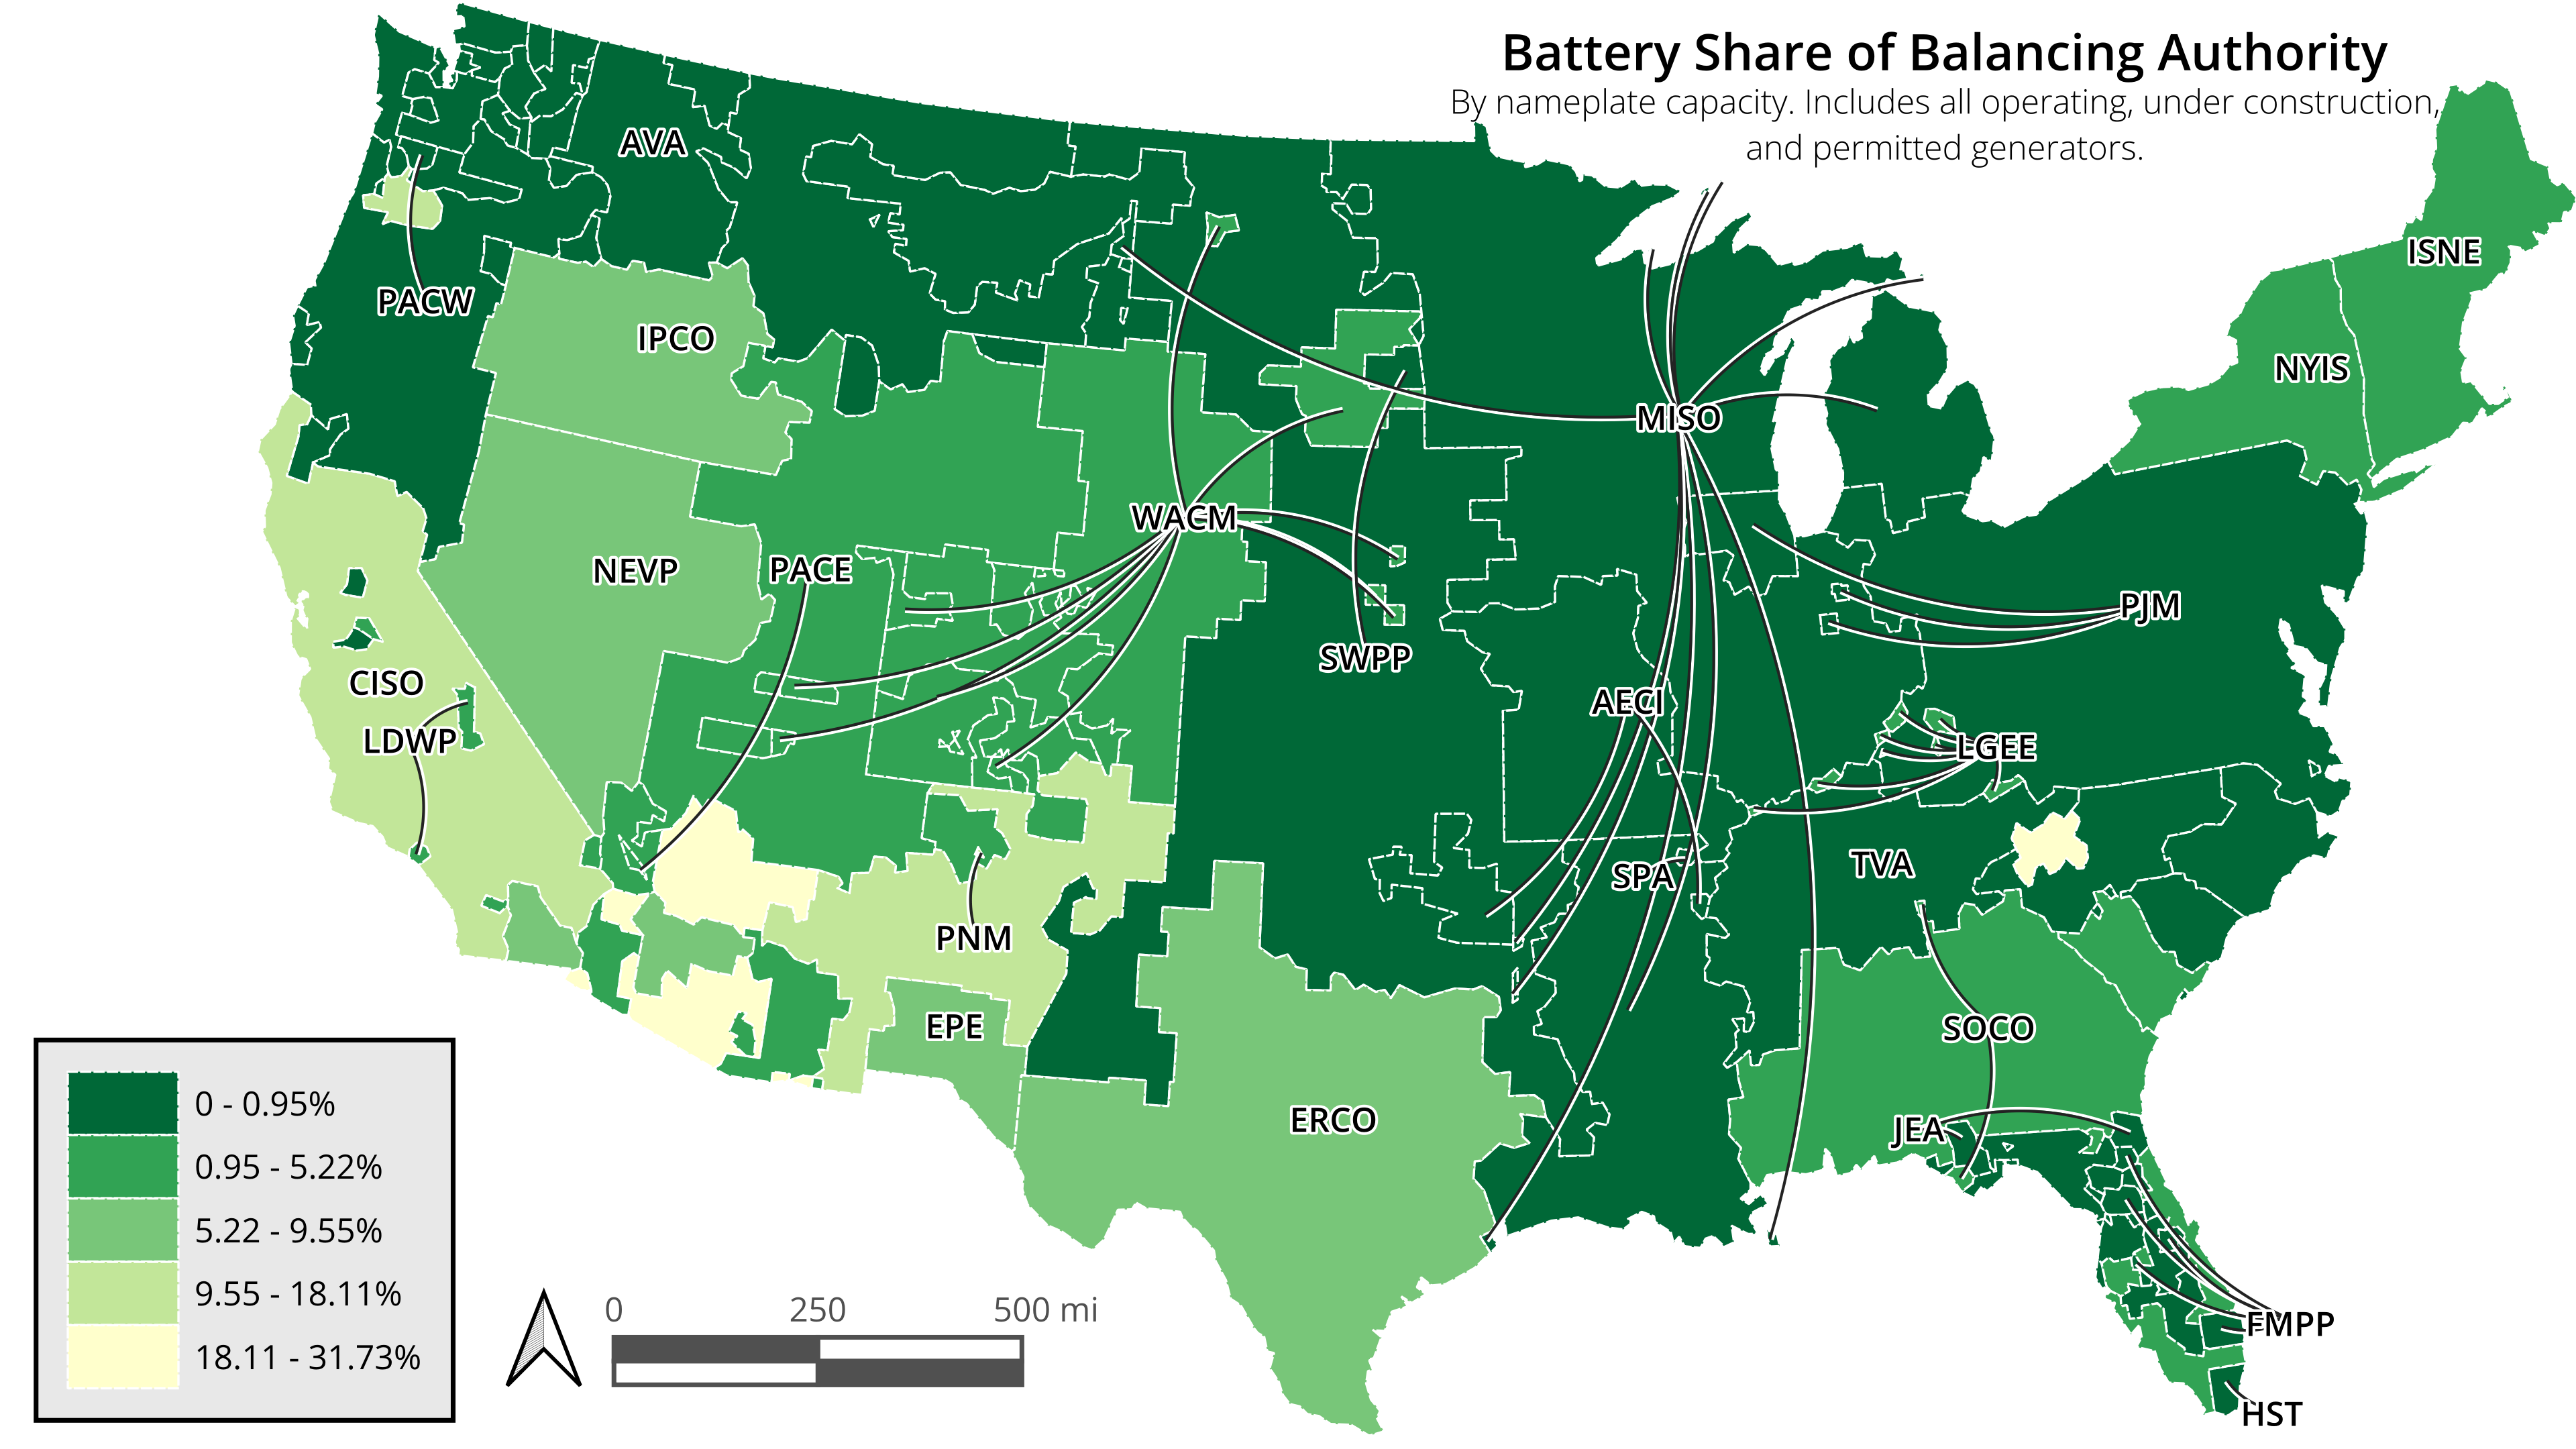 Battery Share of Balancing Authority
By nameplate capacity. Includes all operating, under construction,
and permitted generators.
AVA
ISNE
PACW
IPCO
NYIS
MISO
WACM
NEVP
PACE
PJM
SWPP
CISO
AECI
LDWP
LGEE
TVA
SPA
PNM
EPE
SOCO
ERCO
JEA
FMPP
HST
0 - 0.95%
0.95 - 5.22%
5.22 - 9.55%
9.55 - 18.11%
18.11 - 31.73%
0 250 500 mi